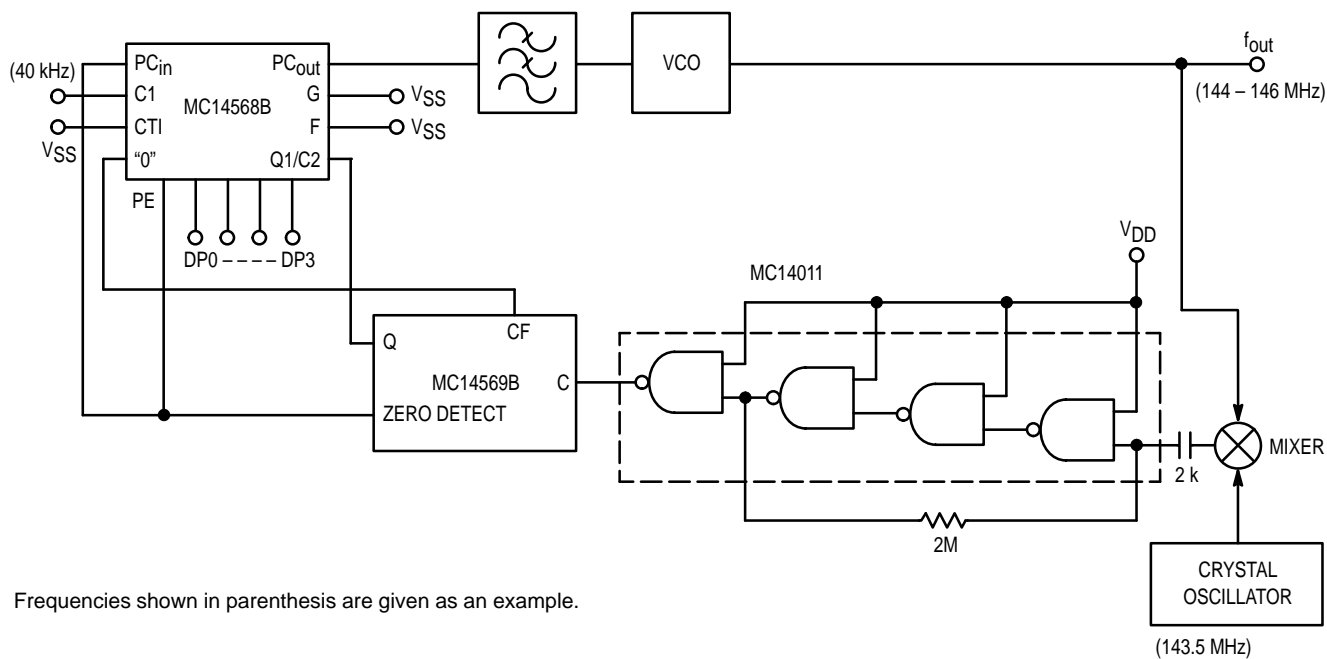 PCin PCout
(40 kHz)
C1 MC14568B G VSS
CTI F VSS
VSS
"0" Q1/C2
PE
DP0 – – – – DP3
VCO
fout
(144 – 146 MHz)
VDD
MC14011
CF
Q
MC14569B C
ZERO DETECT
MIXER
2 k
2M
CRYSTAL
OSCILLATOR
(143.5 MHz)
Frequencies shown in parenthesis are given as an example.